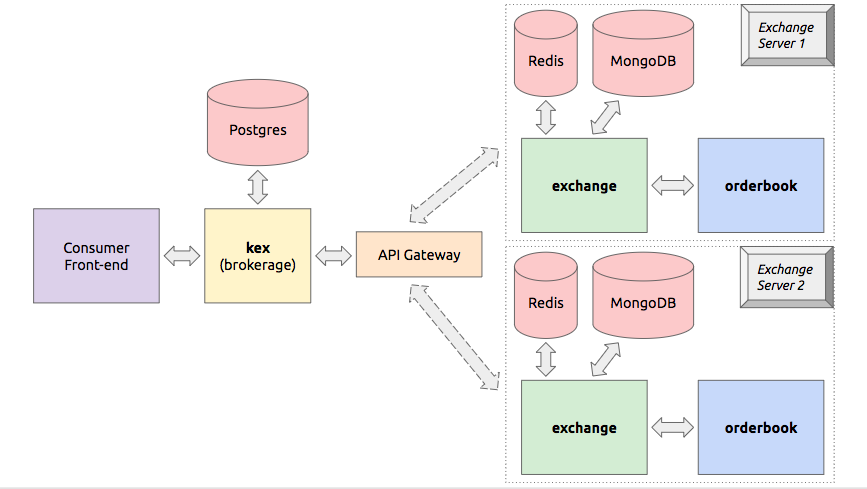 Consumer
Front-end
Postgres
kex
(brokerage)
API Gateway
Redis
MongoDB
Exchange
Server 1
exchange
orderbook
Redis
MongoDB
Exchange
Server 2
exchange
orderbook